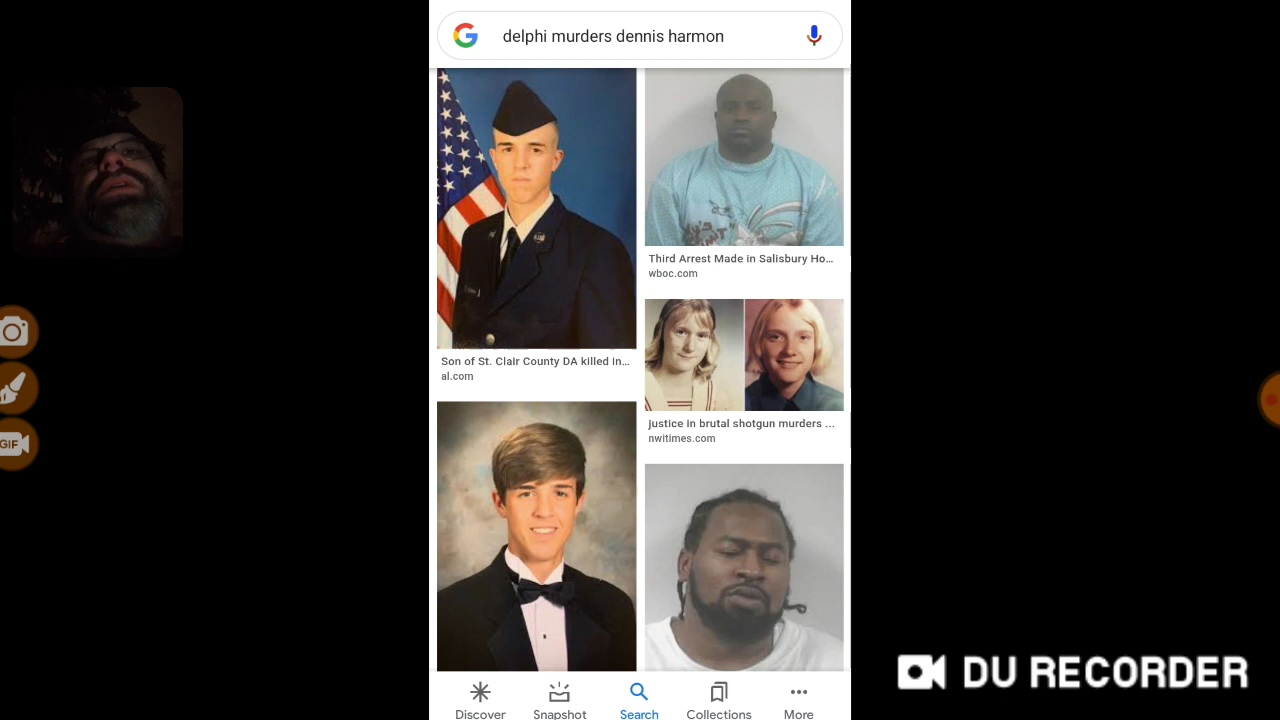 delphi murders dennis harmon
Son of St. Clair County DA killed in...
al.com
Third Arrest Made in Salisbury Ho...
wboc.com
justice in brutal shotgun murders ...
nwitimes.com
GIF
Discover
Snapshot
Search
Collections
More
DU RECORDER